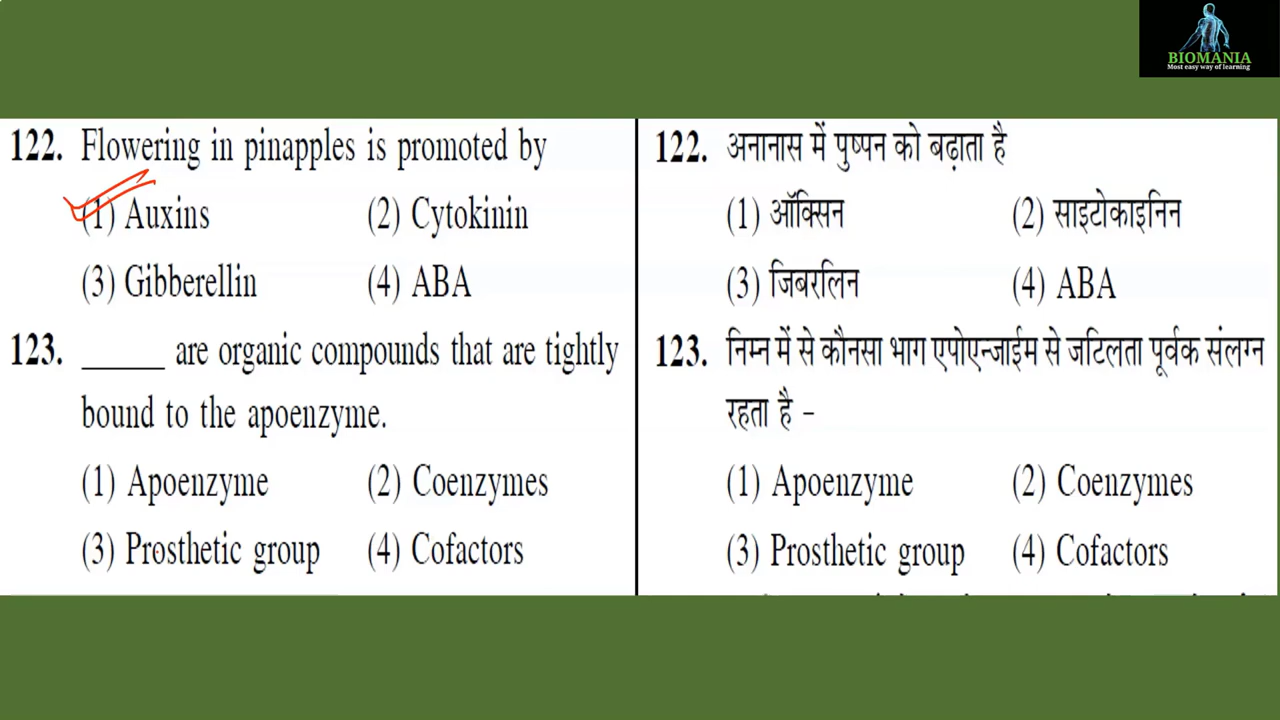 BIOMANIA
Most easy way of learning
122. Flowering in pinapples is promoted by
(1) Auxins (2) Cytokinin
(3) Gibberellin (4) ABA
123. ______ are organic compounds that are tightly
bound to the apoenzyme.
(1) Apoenzyme (2) Coenzymes
(3) Prosthetic group (4) Cofactors
122. अनानास में पुष्पन को बढ़ाता है
(1) ऑक्सिन (2) साइटोकाइनिन
(3) जिबरलिन (4) ABA
123. निम्न में से कौनसा भाग एपोएन्जाईम से जटिलता पूर्वक संलग्न
रहता है -
(1) Apoenzyme (2) Coenzymes
(3) Prosthetic group (4) Cofactors